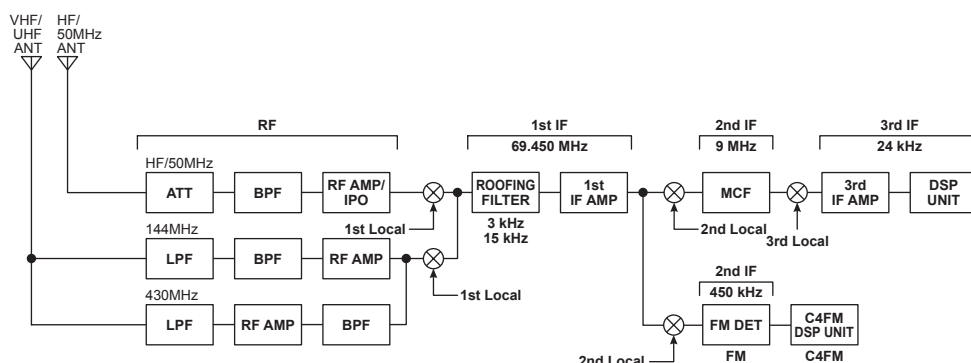 VHF/
UHF
ANT
HF/
50MHz
ANT
RF
HF/50MHz
ATT
BPF
RF AMP/
IPO
1st Local
144MHz
LPF
BPF
RF AMP
1st Local
430MHz
LPF
RF AMP
BPF
1st IF
69.450 MHz
ROOFING
FILTER
3 kHz
15 kHz
1st
IF AMP
2nd IF
9 MHz
MCF
2nd Local
3rd Local
3rd IF
24 kHz
3rd
IF AMP
DSP
UNIT
2nd IF
450 kHz
FM DET
FM
C4FM
DSP UNIT
C4FM
2nd Local